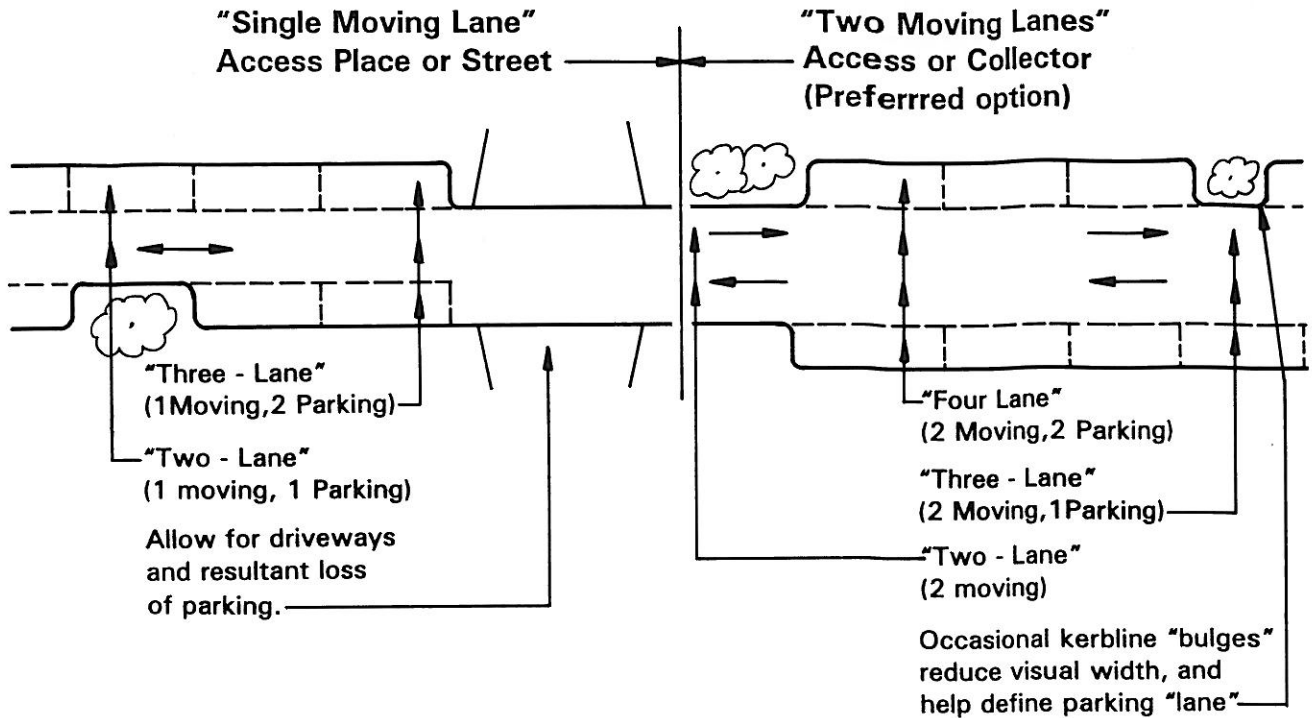 "Single Moving Lane"
Access Place or Street
"Two Moving Lanes"
Access or Collector
(Preferrred option)
"Three - Lane"
(1Moving,2 Parking)
"Two - Lane"
(1 moving, 1 Parking)
Allow for driveways
and resultant loss
of parking.
"Four Lane"
(2 Moving,2 Parking)
"Three - Lane"
(2 Moving,1Parking)
"Two - Lane"
(2 moving)
Occasional kerbline "bulges"
reduce visual width, and
help define parking "lane"